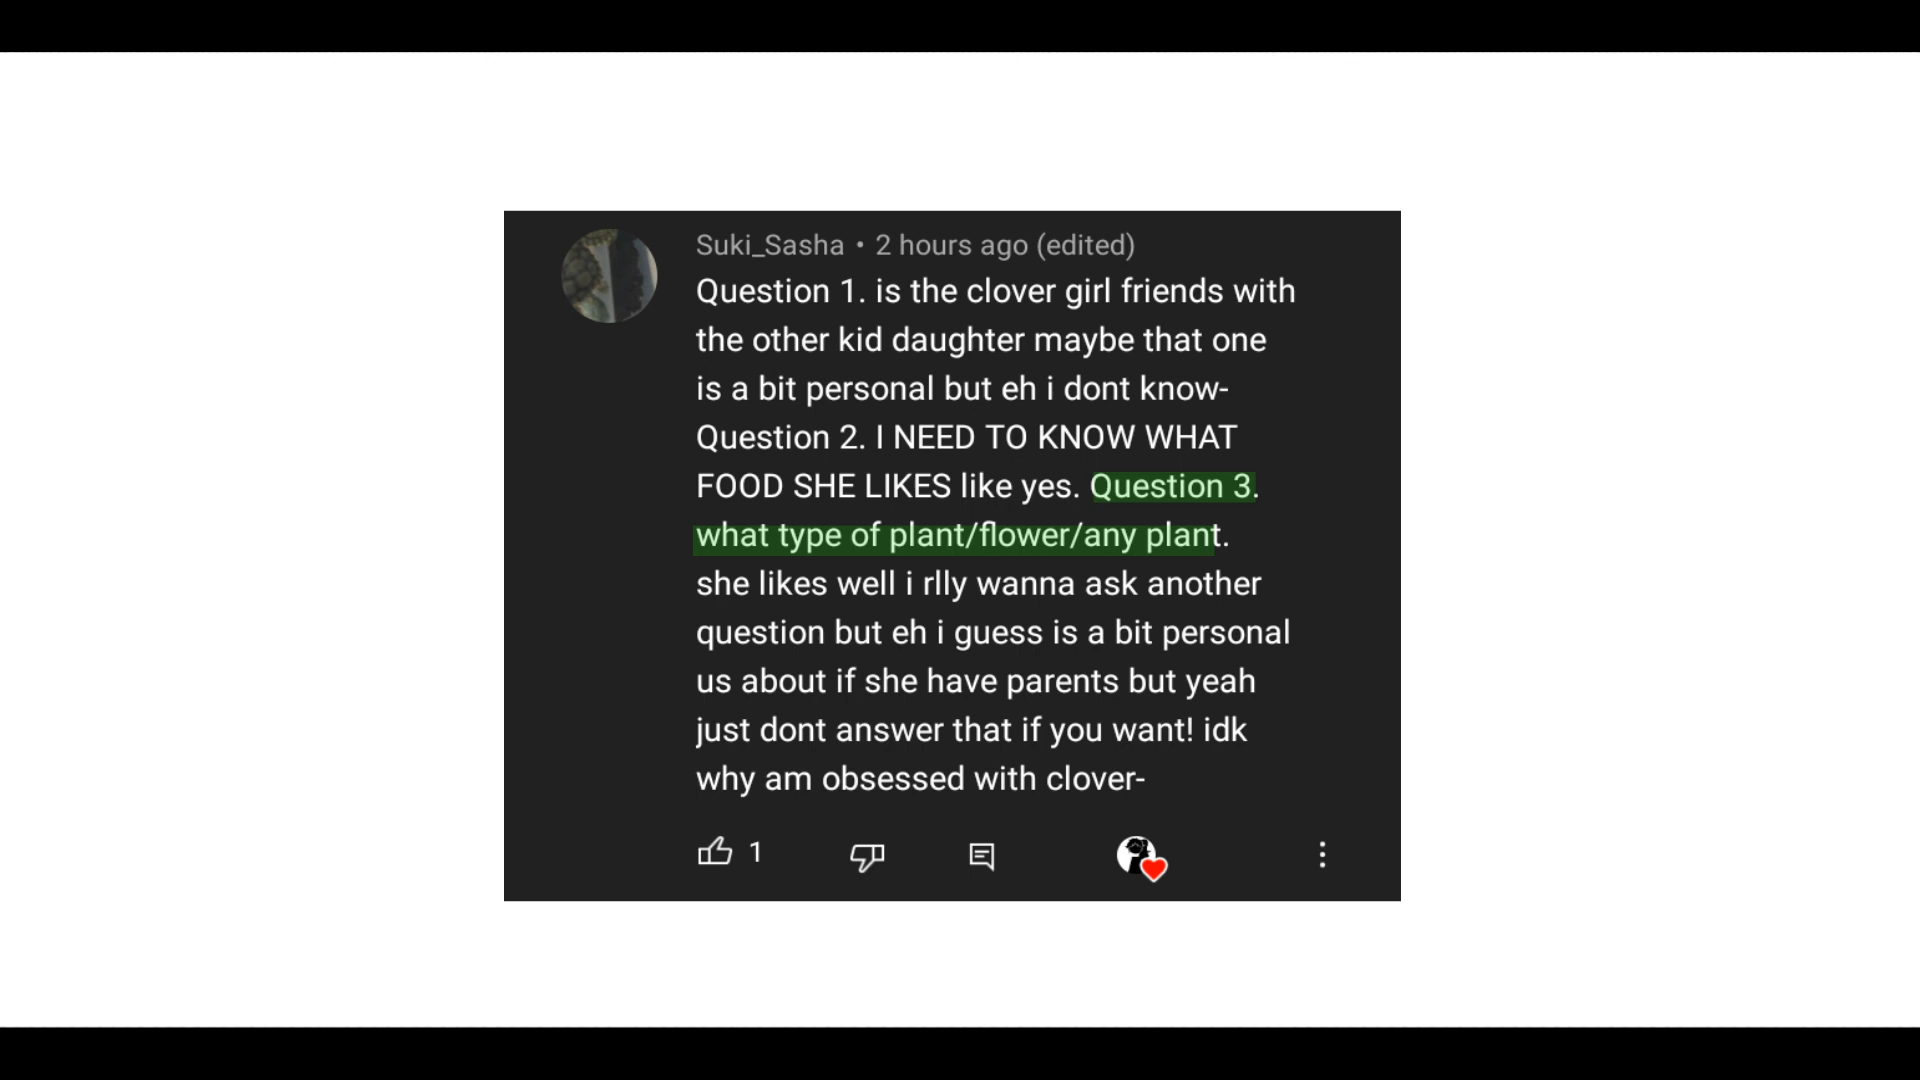 Suki_Sasha • 2 hours ago (edited)
Question 1. is the clover girl friends with
the other kid daughter maybe that one
is a bit personal but eh i dont know-
Question 2. I NEED TO KNOW WHAT
FOOD SHE LIKES like yes. Question 3.
what type of plant/flower/any plant.
she likes well i rlly wanna ask another
question but eh i guess is a bit personal
us about if she have parents but yeah
just dont answer that if you want! idk
why am obsessed with clover-
1